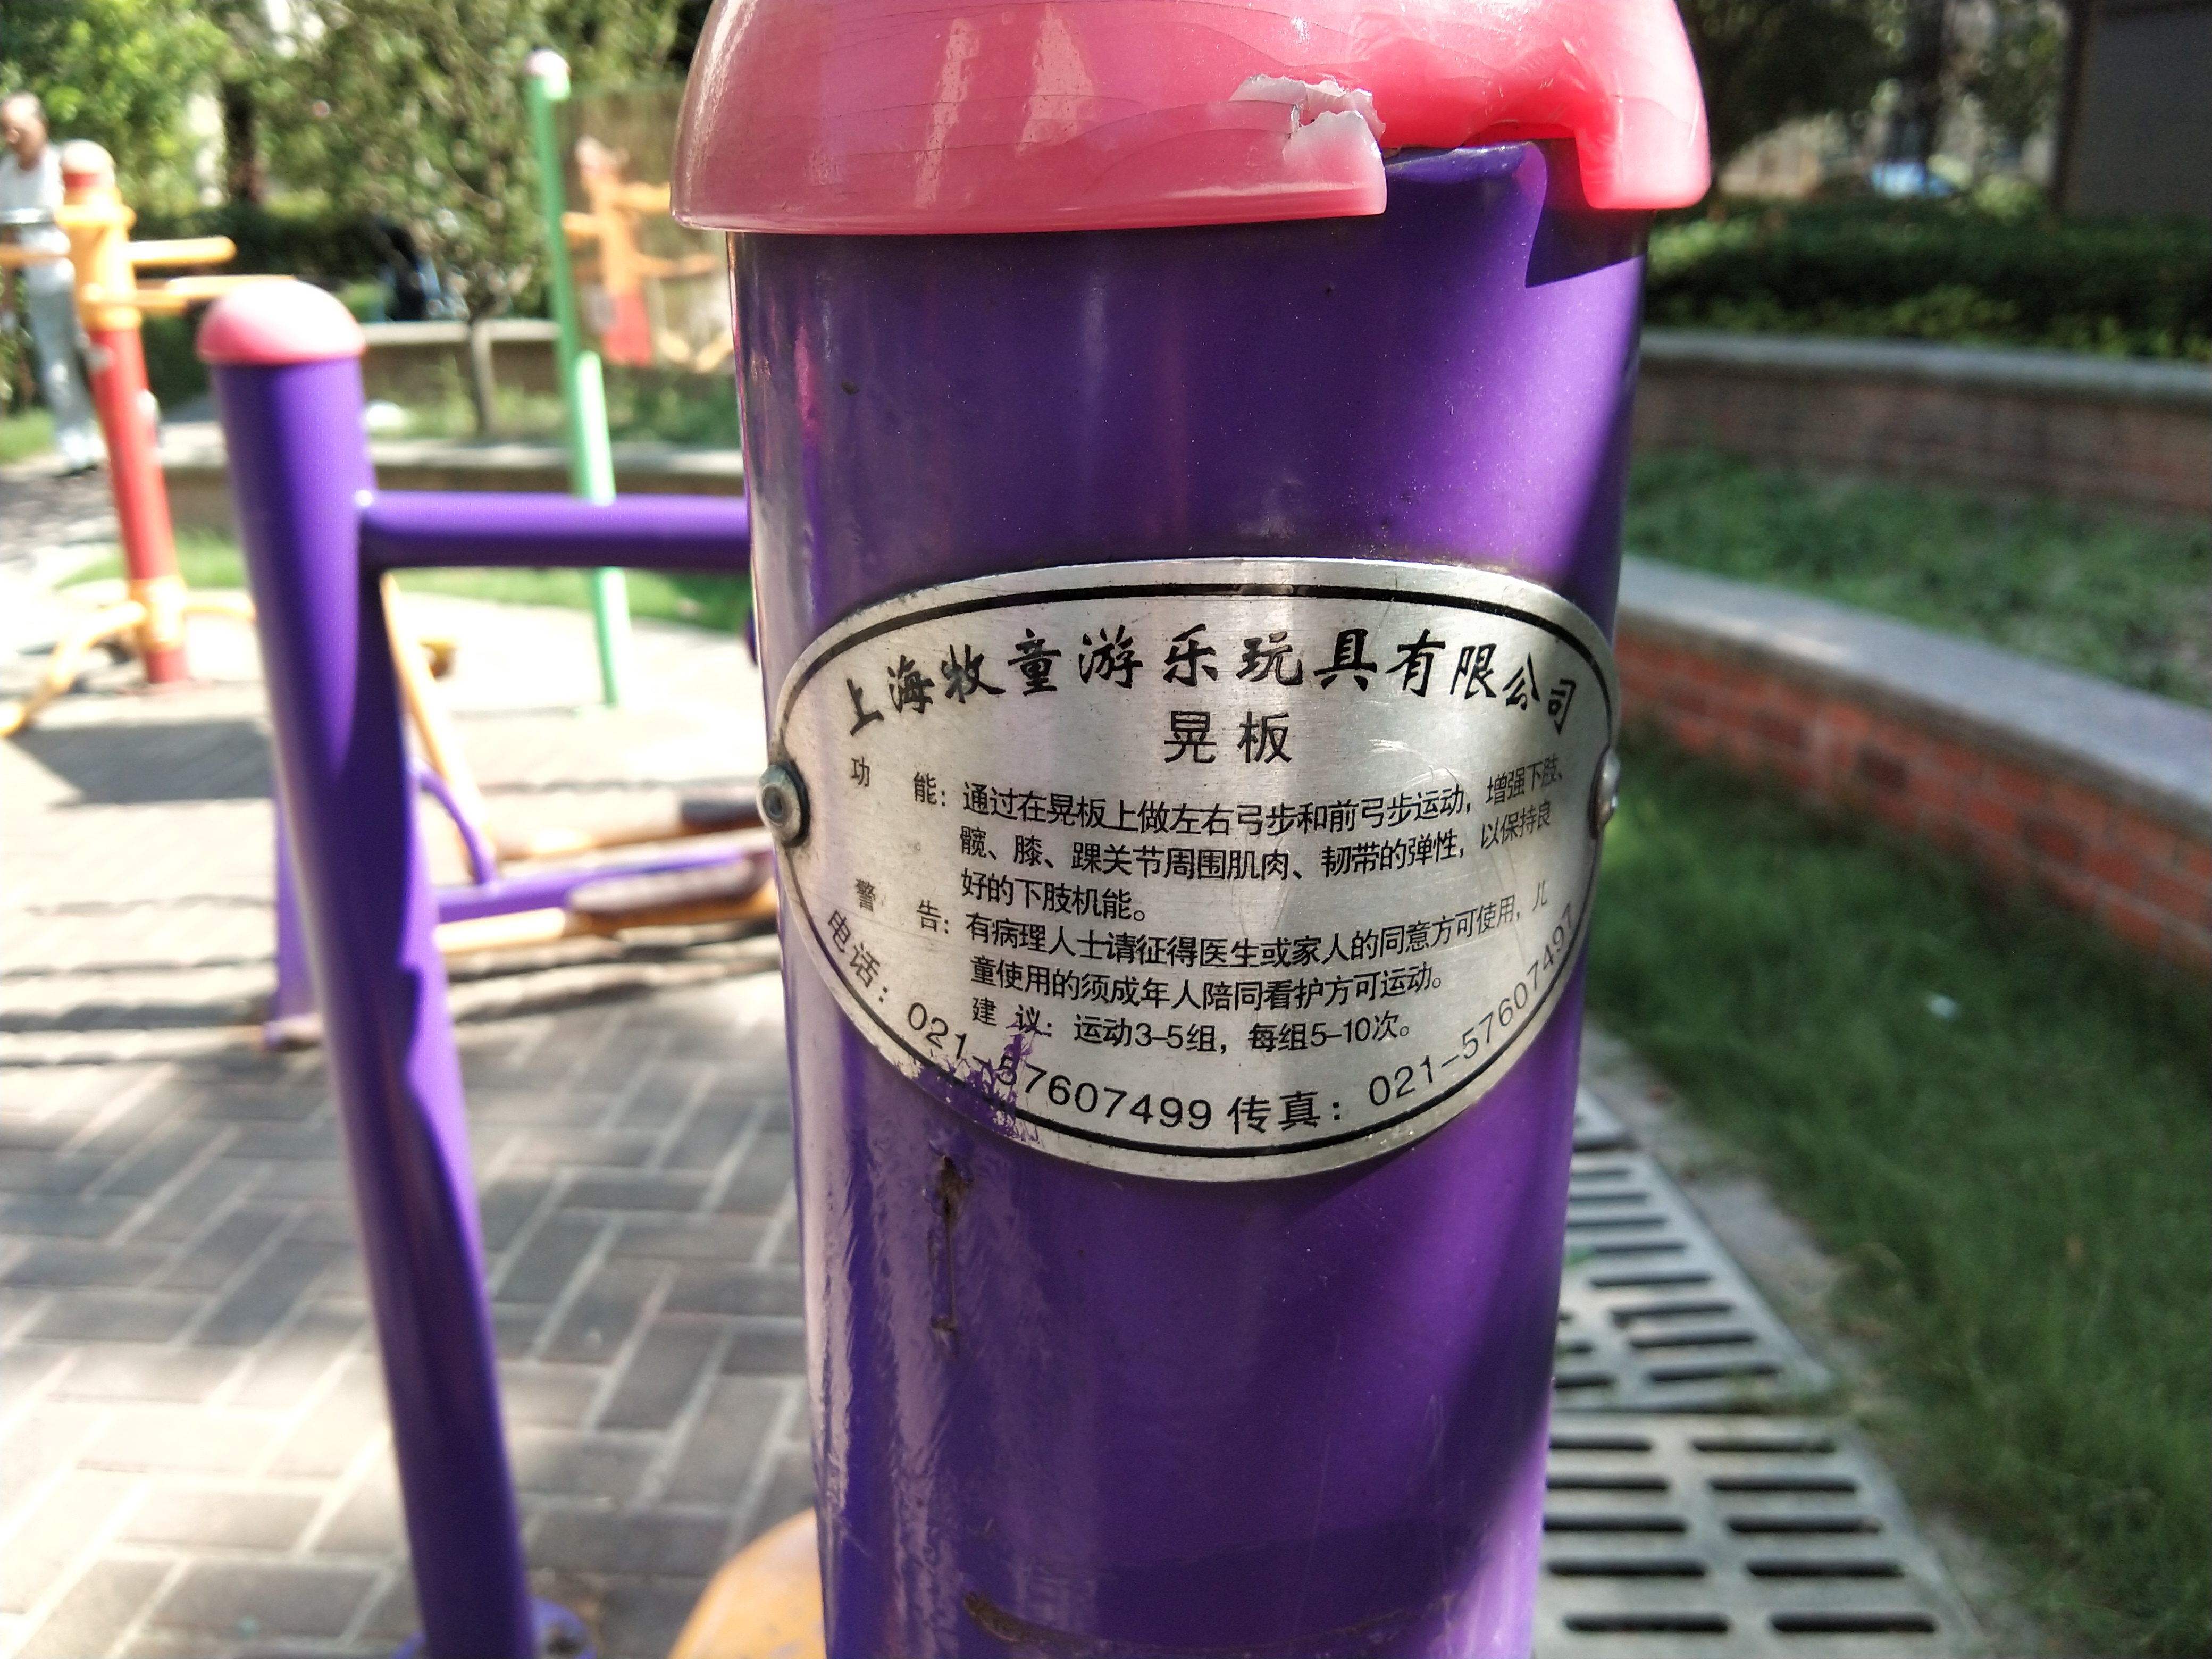 上海牧童游乐玩具有限公司
晃板
功 能：通过在晃板上做左右弓步和前弓步运动，增强下肢、
髋、膝、踝关节周围肌肉、韧带的弹性，以保持良
好的下肢机能。
警 告：有病理人士请征得医生或家人的同意方可使用，儿
童使用的须成年人陪同看护方可运动。
建 议：运动3-5组，每组5-10次。
电话：021-57607499 传真：021-57607497